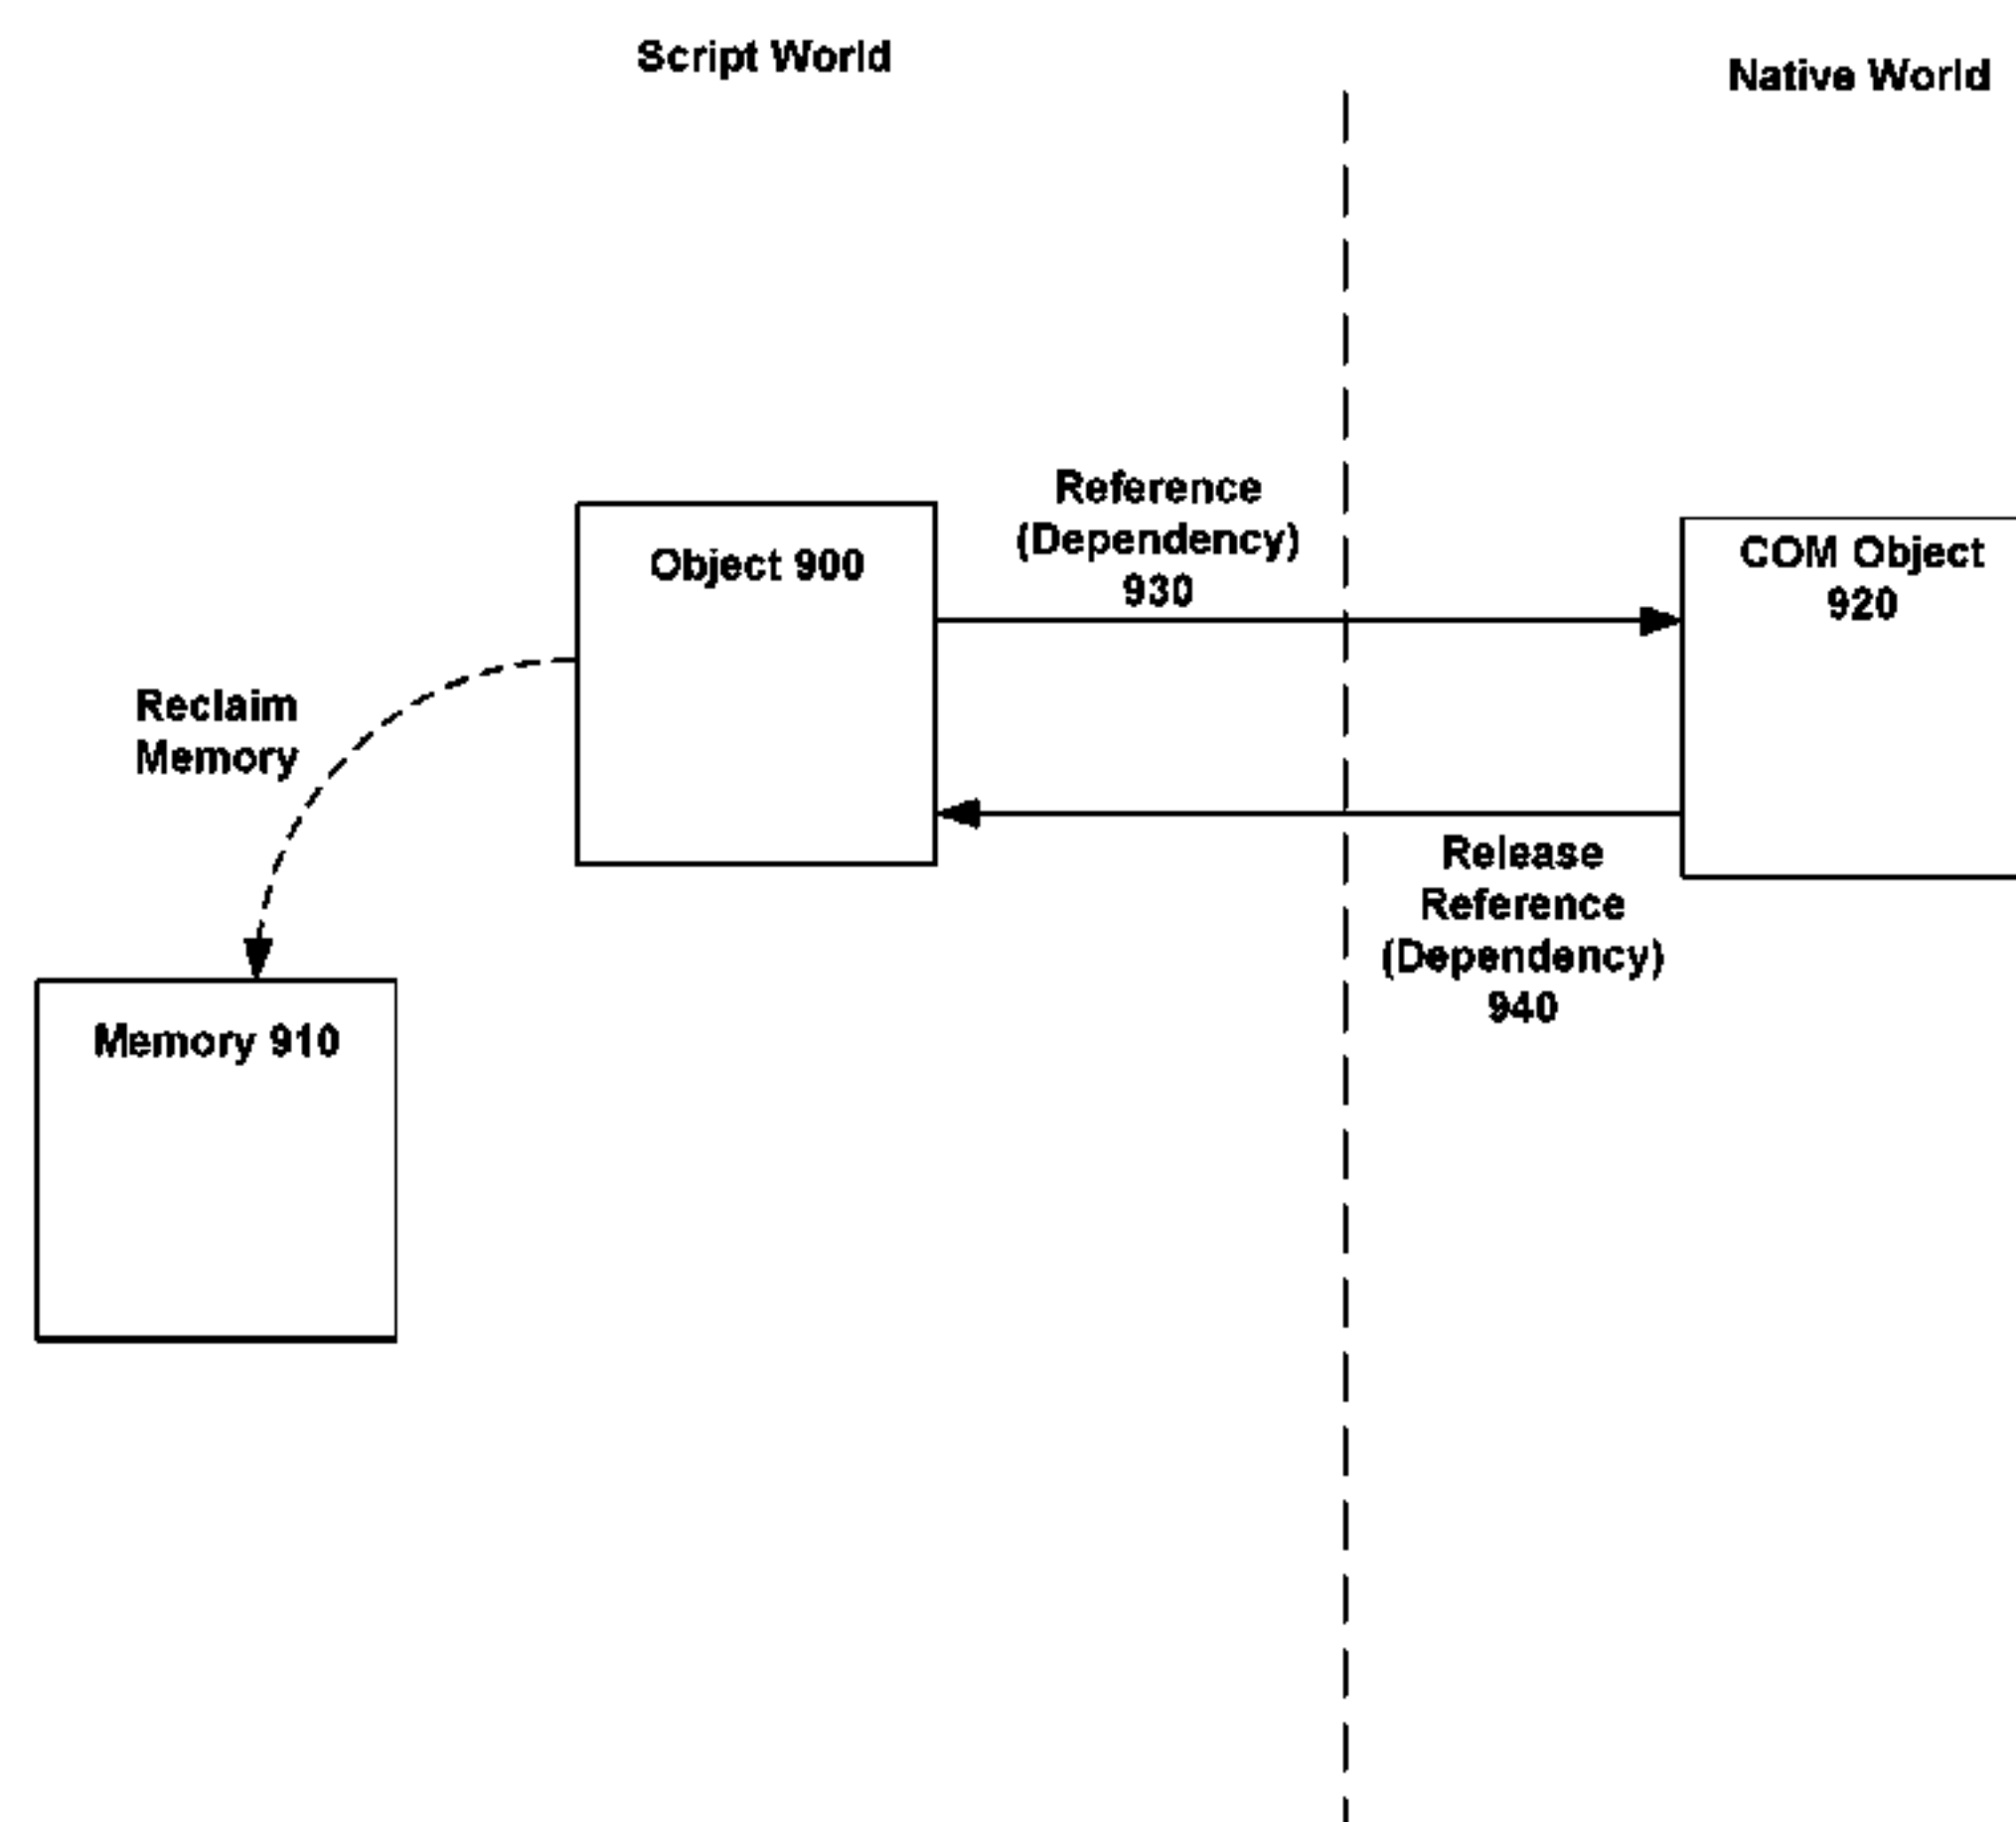 Script World
Native World
Reference
(Dependency)
930
Object 900
COM Object
920
Reclaim
Memory
Release
Reference
(Dependency)
940
Memory 910